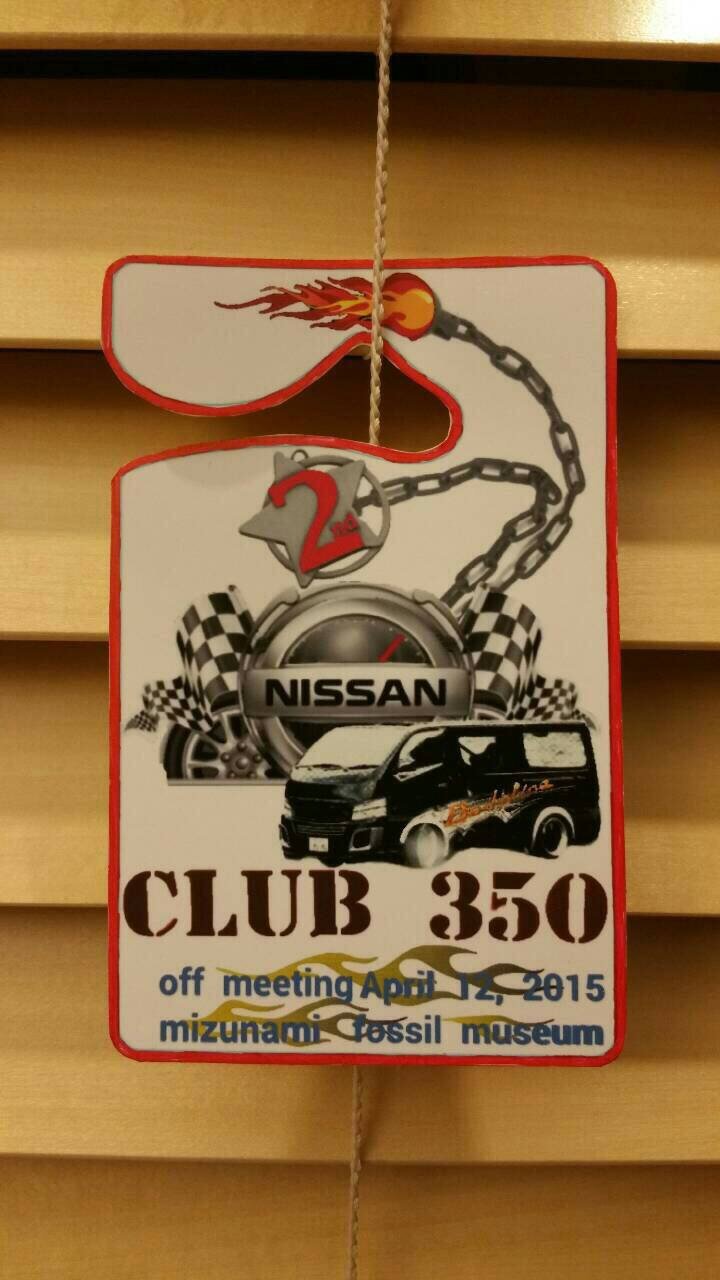 2nd
NISSAN
CLUB 350
off meeting April 12, 2015
mizunami fossil museum